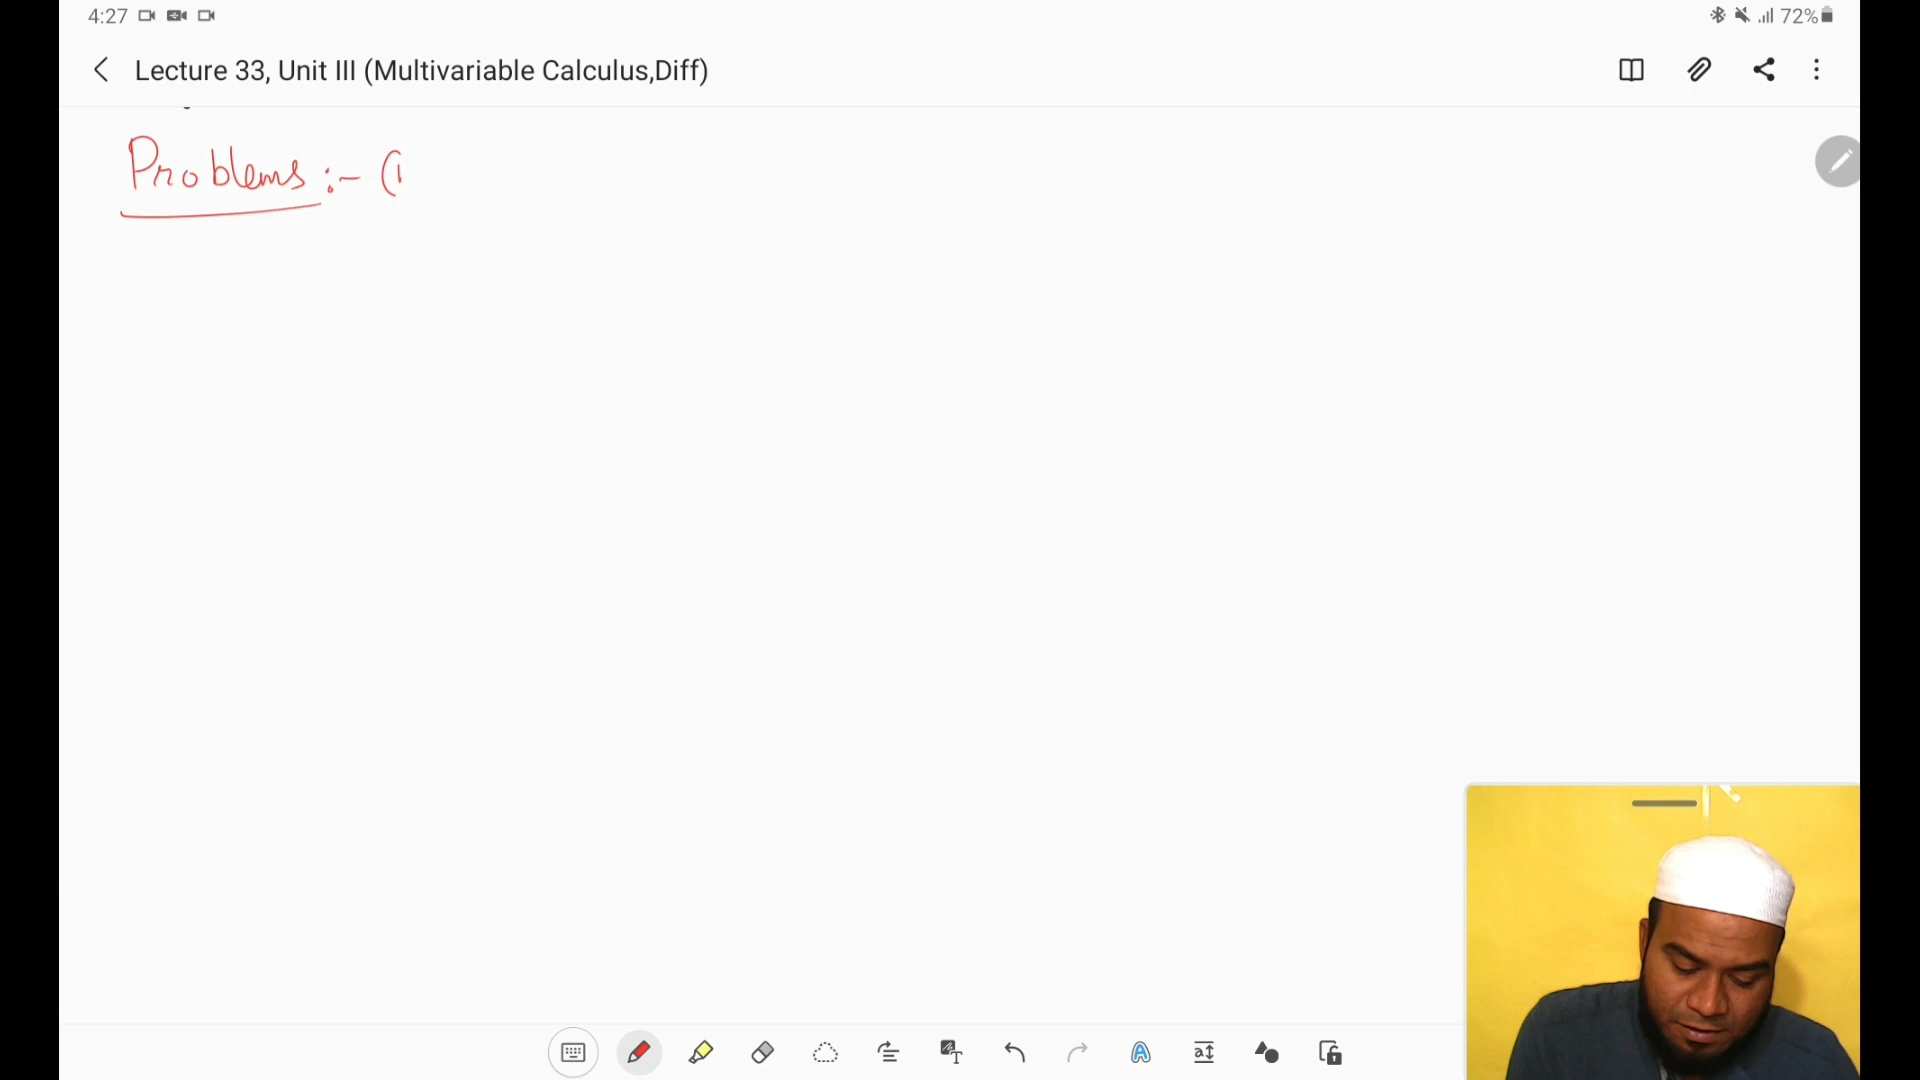 4:27 72%
Lecture 33, Unit III (Multivariable Calculus,Diff)
Problems :- (1